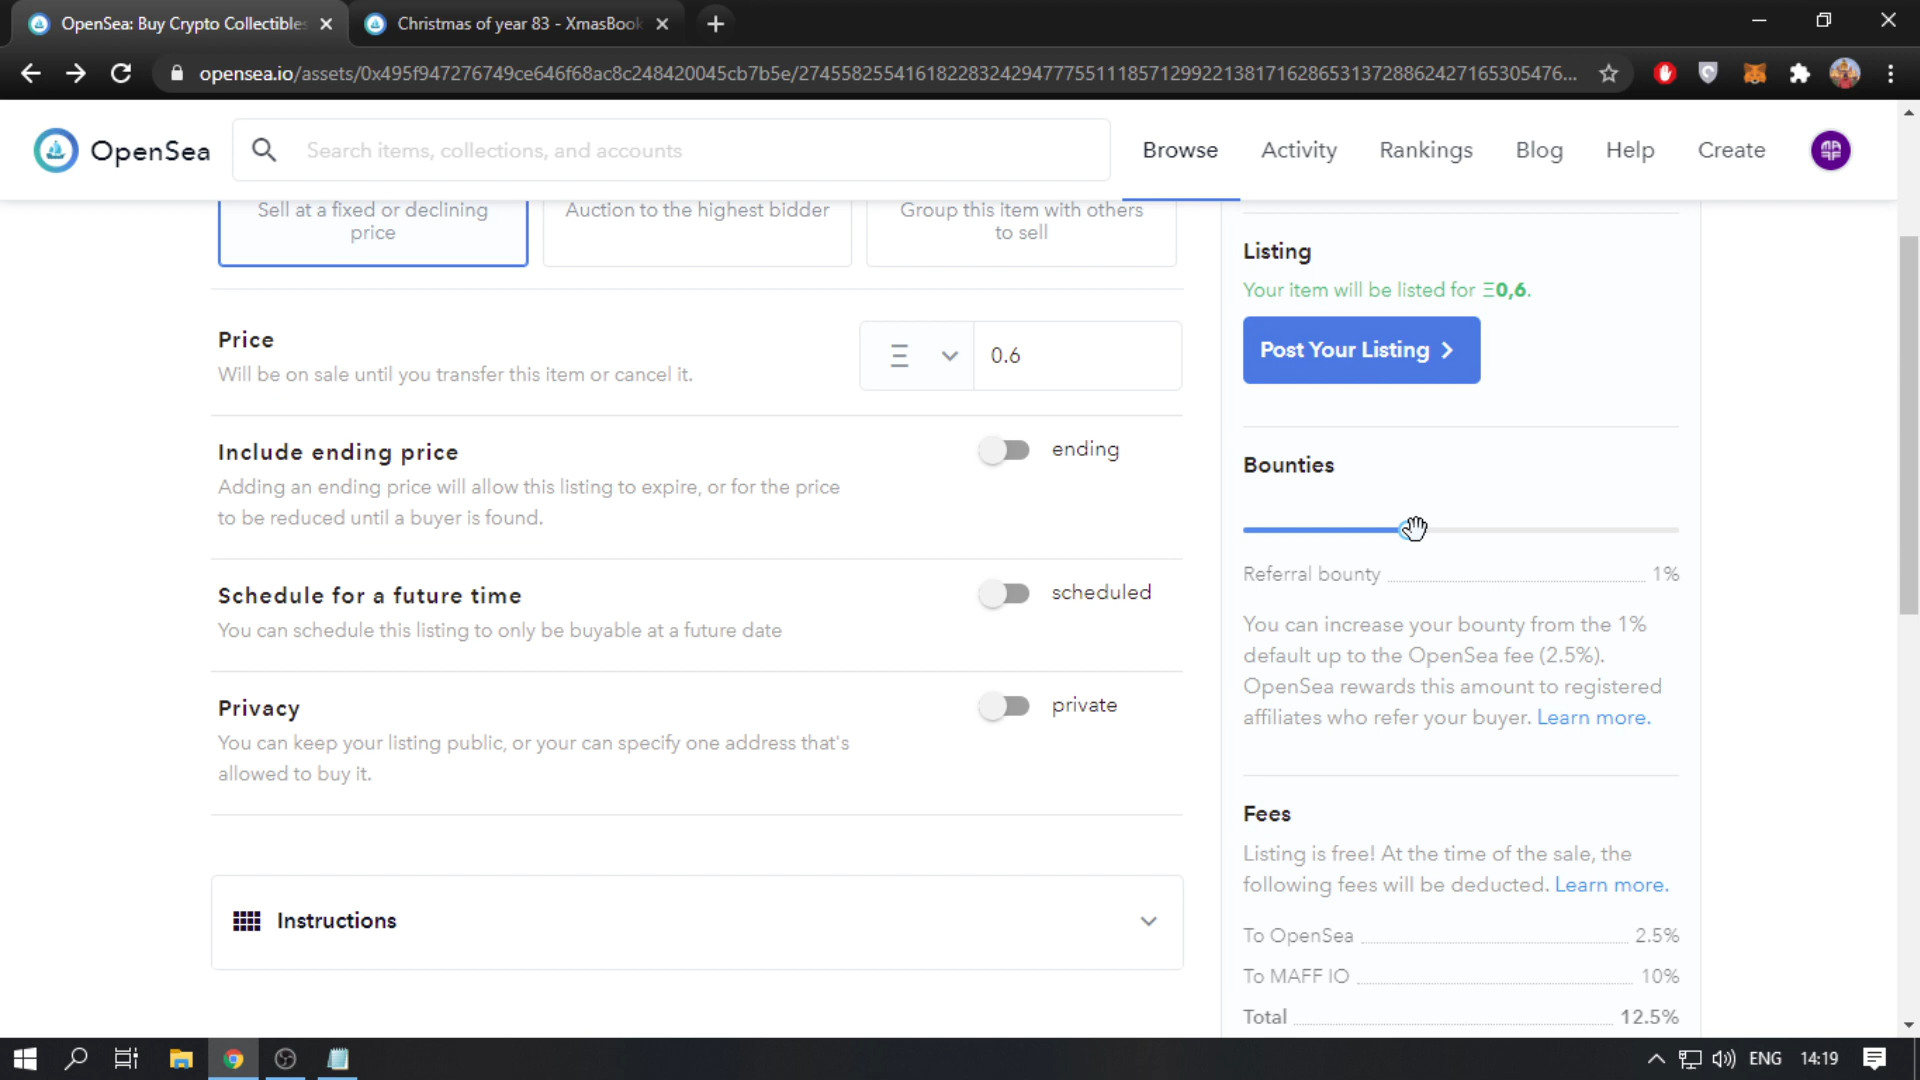 OpenSea: Buy Crypto Collectibles
Christmas of year 83 - XmasBook
opensea.io/assets/0x495f947276749ce646f68ac8c248420045cb7b5e/27455825541618228324294777551118571299221381716286531372886242716530547​6...
OpenSea
Search items, collections, and accounts
Browse
Activity
Rankings
Blog
Help
Create
Sell at a fixed or declining
price
Auction to the highest bidder
Group this item with others
to sell
Price
Will be on sale until you transfer this item or cancel it.
Ξ
0.6
Include ending price
Adding an ending price will allow this listing to expire, or for the price
to be reduced until a buyer is found.
ending
Schedule for a future time
You can schedule this listing to only be buyable at a future date
scheduled
Privacy
You can keep your listing public, or your can specify one address that's
allowed to buy it.
private
Instructions
Listing
Your item will be listed for Ξ0,6.
Post Your Listing
Bounties
Referral bounty 1%
You can increase your bounty from the 1%
default up to the OpenSea fee (2.5%).
OpenSea rewards this amount to registered
affiliates who refer your buyer. Learn more.
Fees
Listing is free! At the time of the sale, the
following fees will be deducted. Learn more.
To OpenSea 2.5%
To MAFF IO 10%
Total 12.5%
ENG
14:19